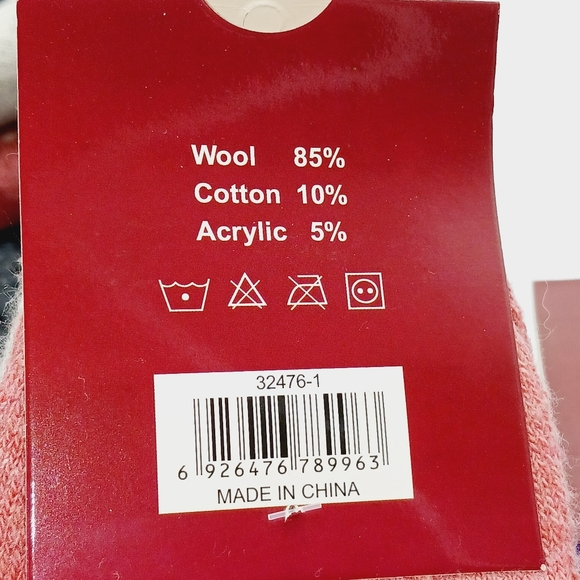 Wool 85%
Cotton 10%
Acrylic 5%
32476-1
6 926476 789963
MADE IN CHINA